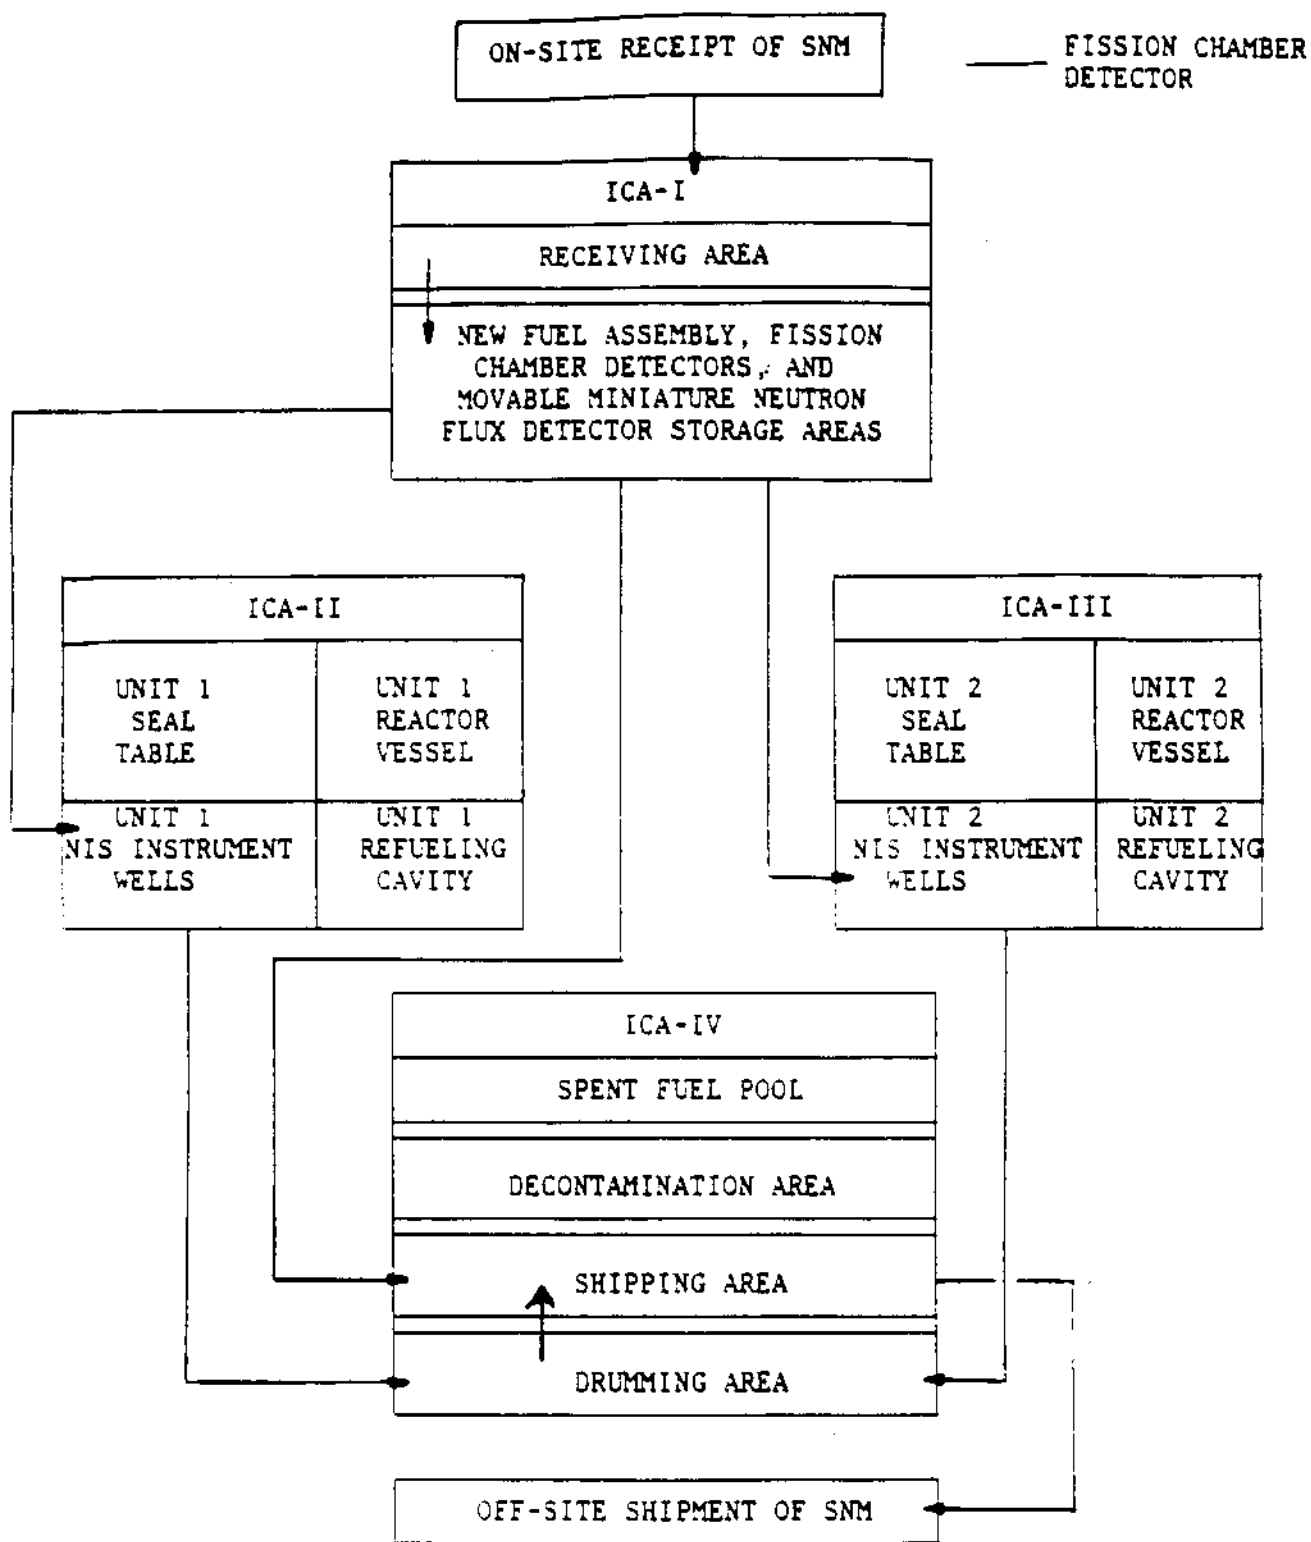 ON-SITE RECEIPT OF SNM
FISSION CHAMBER
DETECTOR
ICA-I
RECEIVING AREA
NEW FUEL ASSEMBLY, FISSION
CHAMBER DETECTORS, AND
MOVABLE MINIATURE NEUTRON
FLUX DETECTOR STORAGE AREAS
ICA-II
UNIT 1
SEAL
TABLE
UNIT 1
REACTOR
VESSEL
UNIT 1
NIS INSTRUMENT
WELLS
UNIT 1
REFUELING
CAVITY
ICA-III
UNIT 2
SEAL
TABLE
UNIT 2
REACTOR
VESSEL
UNIT 2
NIS INSTRUMENT
WELLS
UNIT 2
REFUELING
CAVITY
ICA-IV
SPENT FUEL POOL
DECONTAMINATION AREA
SHIPPING AREA
DRUMMING AREA
OFF-SITE SHIPMENT OF SNM